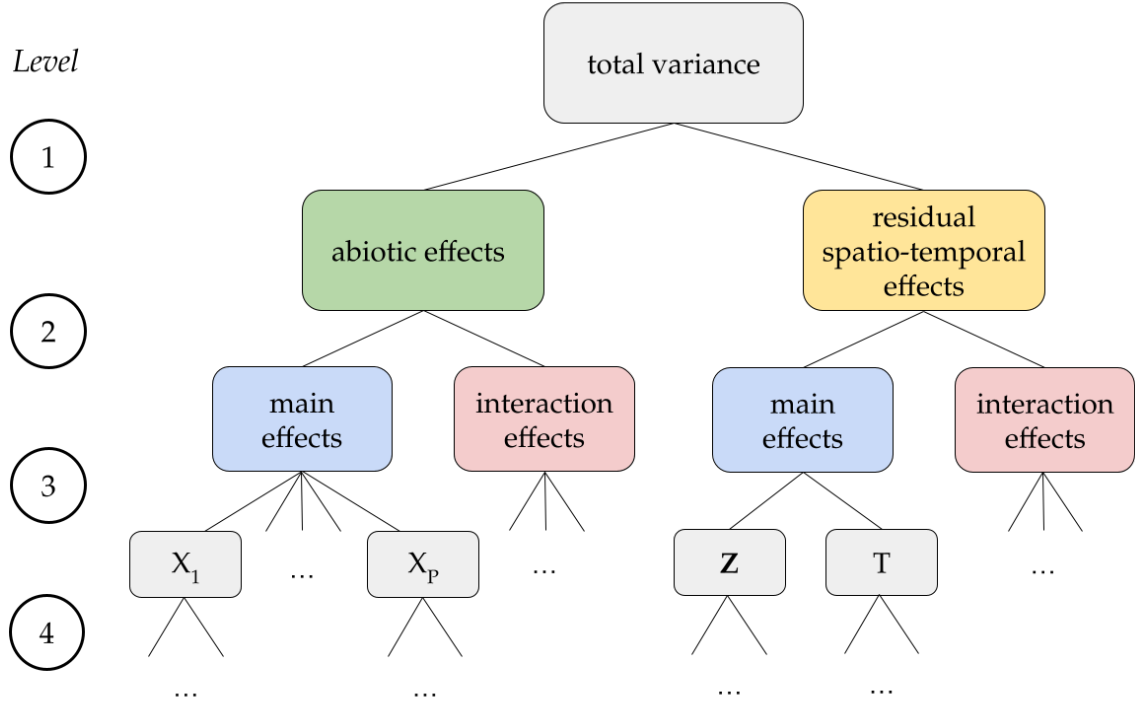 total variance
Level
1
abiotic effects
residual
spatio-temporal
effects
2
main
effects
interaction
effects
main
effects
interaction
effects
3
X₁
...
X_P
...
Z
T
...
4
...
...
...
...